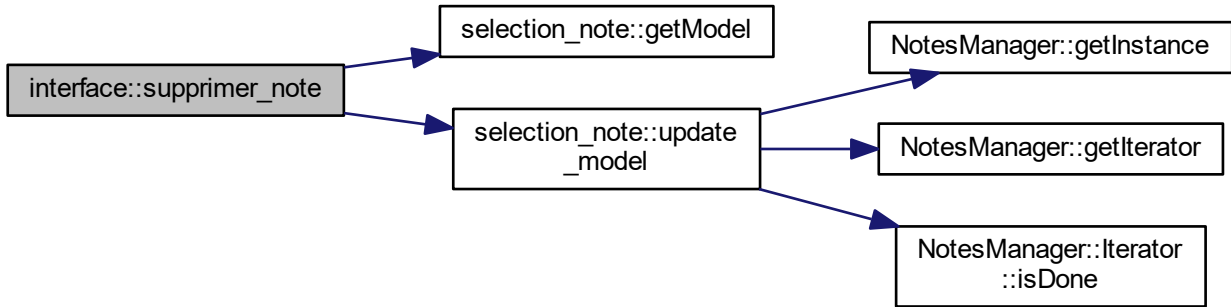 interface::supprimer_note
selection_note::getModel
selection_note::update
_model
NotesManager::getInstance
NotesManager::getIterator
NotesManager::Iterator
::isDone